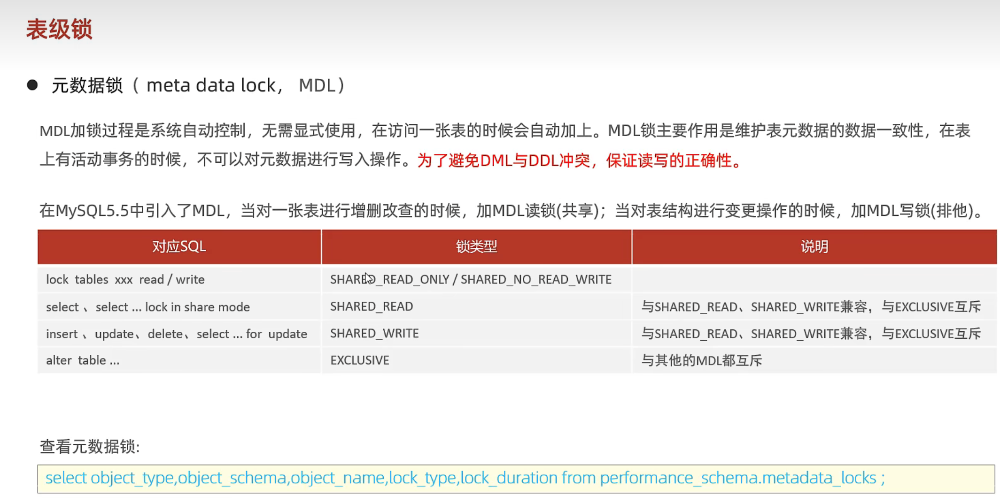 表级锁
元数据锁（ meta data lock， MDL）
MDL加锁过程是系统自动控制，无需显式使用，在访问一张表的时候会自动加上。MDL锁主要作用是维护表元数据的数据一致性，在表
上有活动事务的时候，不可以对元数据进行写入操作。为了避免DML与DDL冲突，保证读写的正确性。
在MySQL5.5中引入了MDL，当对一张表进行增删改查的时候，加MDL读锁(共享)；当对表结构进行变更操作的时候，加MDL写锁(排他)。
对应SQL 锁类型 说明
lock tables xxx read / write SHARED_READ_ONLY / SHARED_NO_READ_WRITE
select 、select ... lock in share mode SHARED_READ 与SHARED_READ、SHARED_WRITE兼容，与EXCLUSIVE互斥
insert 、update、delete、select ... for update SHARED_WRITE 与SHARED_READ、SHARED_WRITE兼容，与EXCLUSIVE互斥
alter table ... EXCLUSIVE 与其他的MDL都互斥
查看元数据锁:
select object_type,object_schema,object_name,lock_type,lock_duration from performance_schema.metadata_locks ;